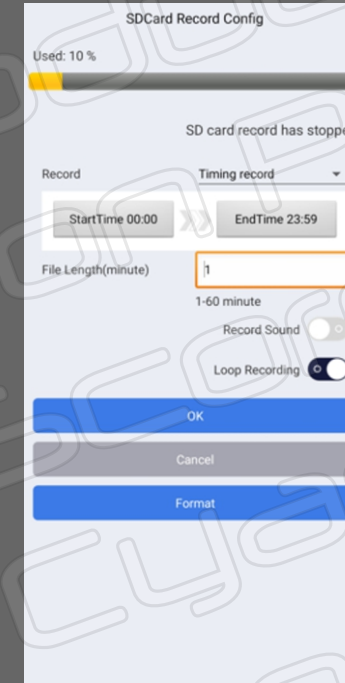 SDCard Record Config
Used: 10 %
SD card record has stoppe
Record Timing record
StartTime 00:00 EndTime 23:59
File Length(minute) 1
1-60 minute
Record Sound
Loop Recording
OK
Cancel
Format